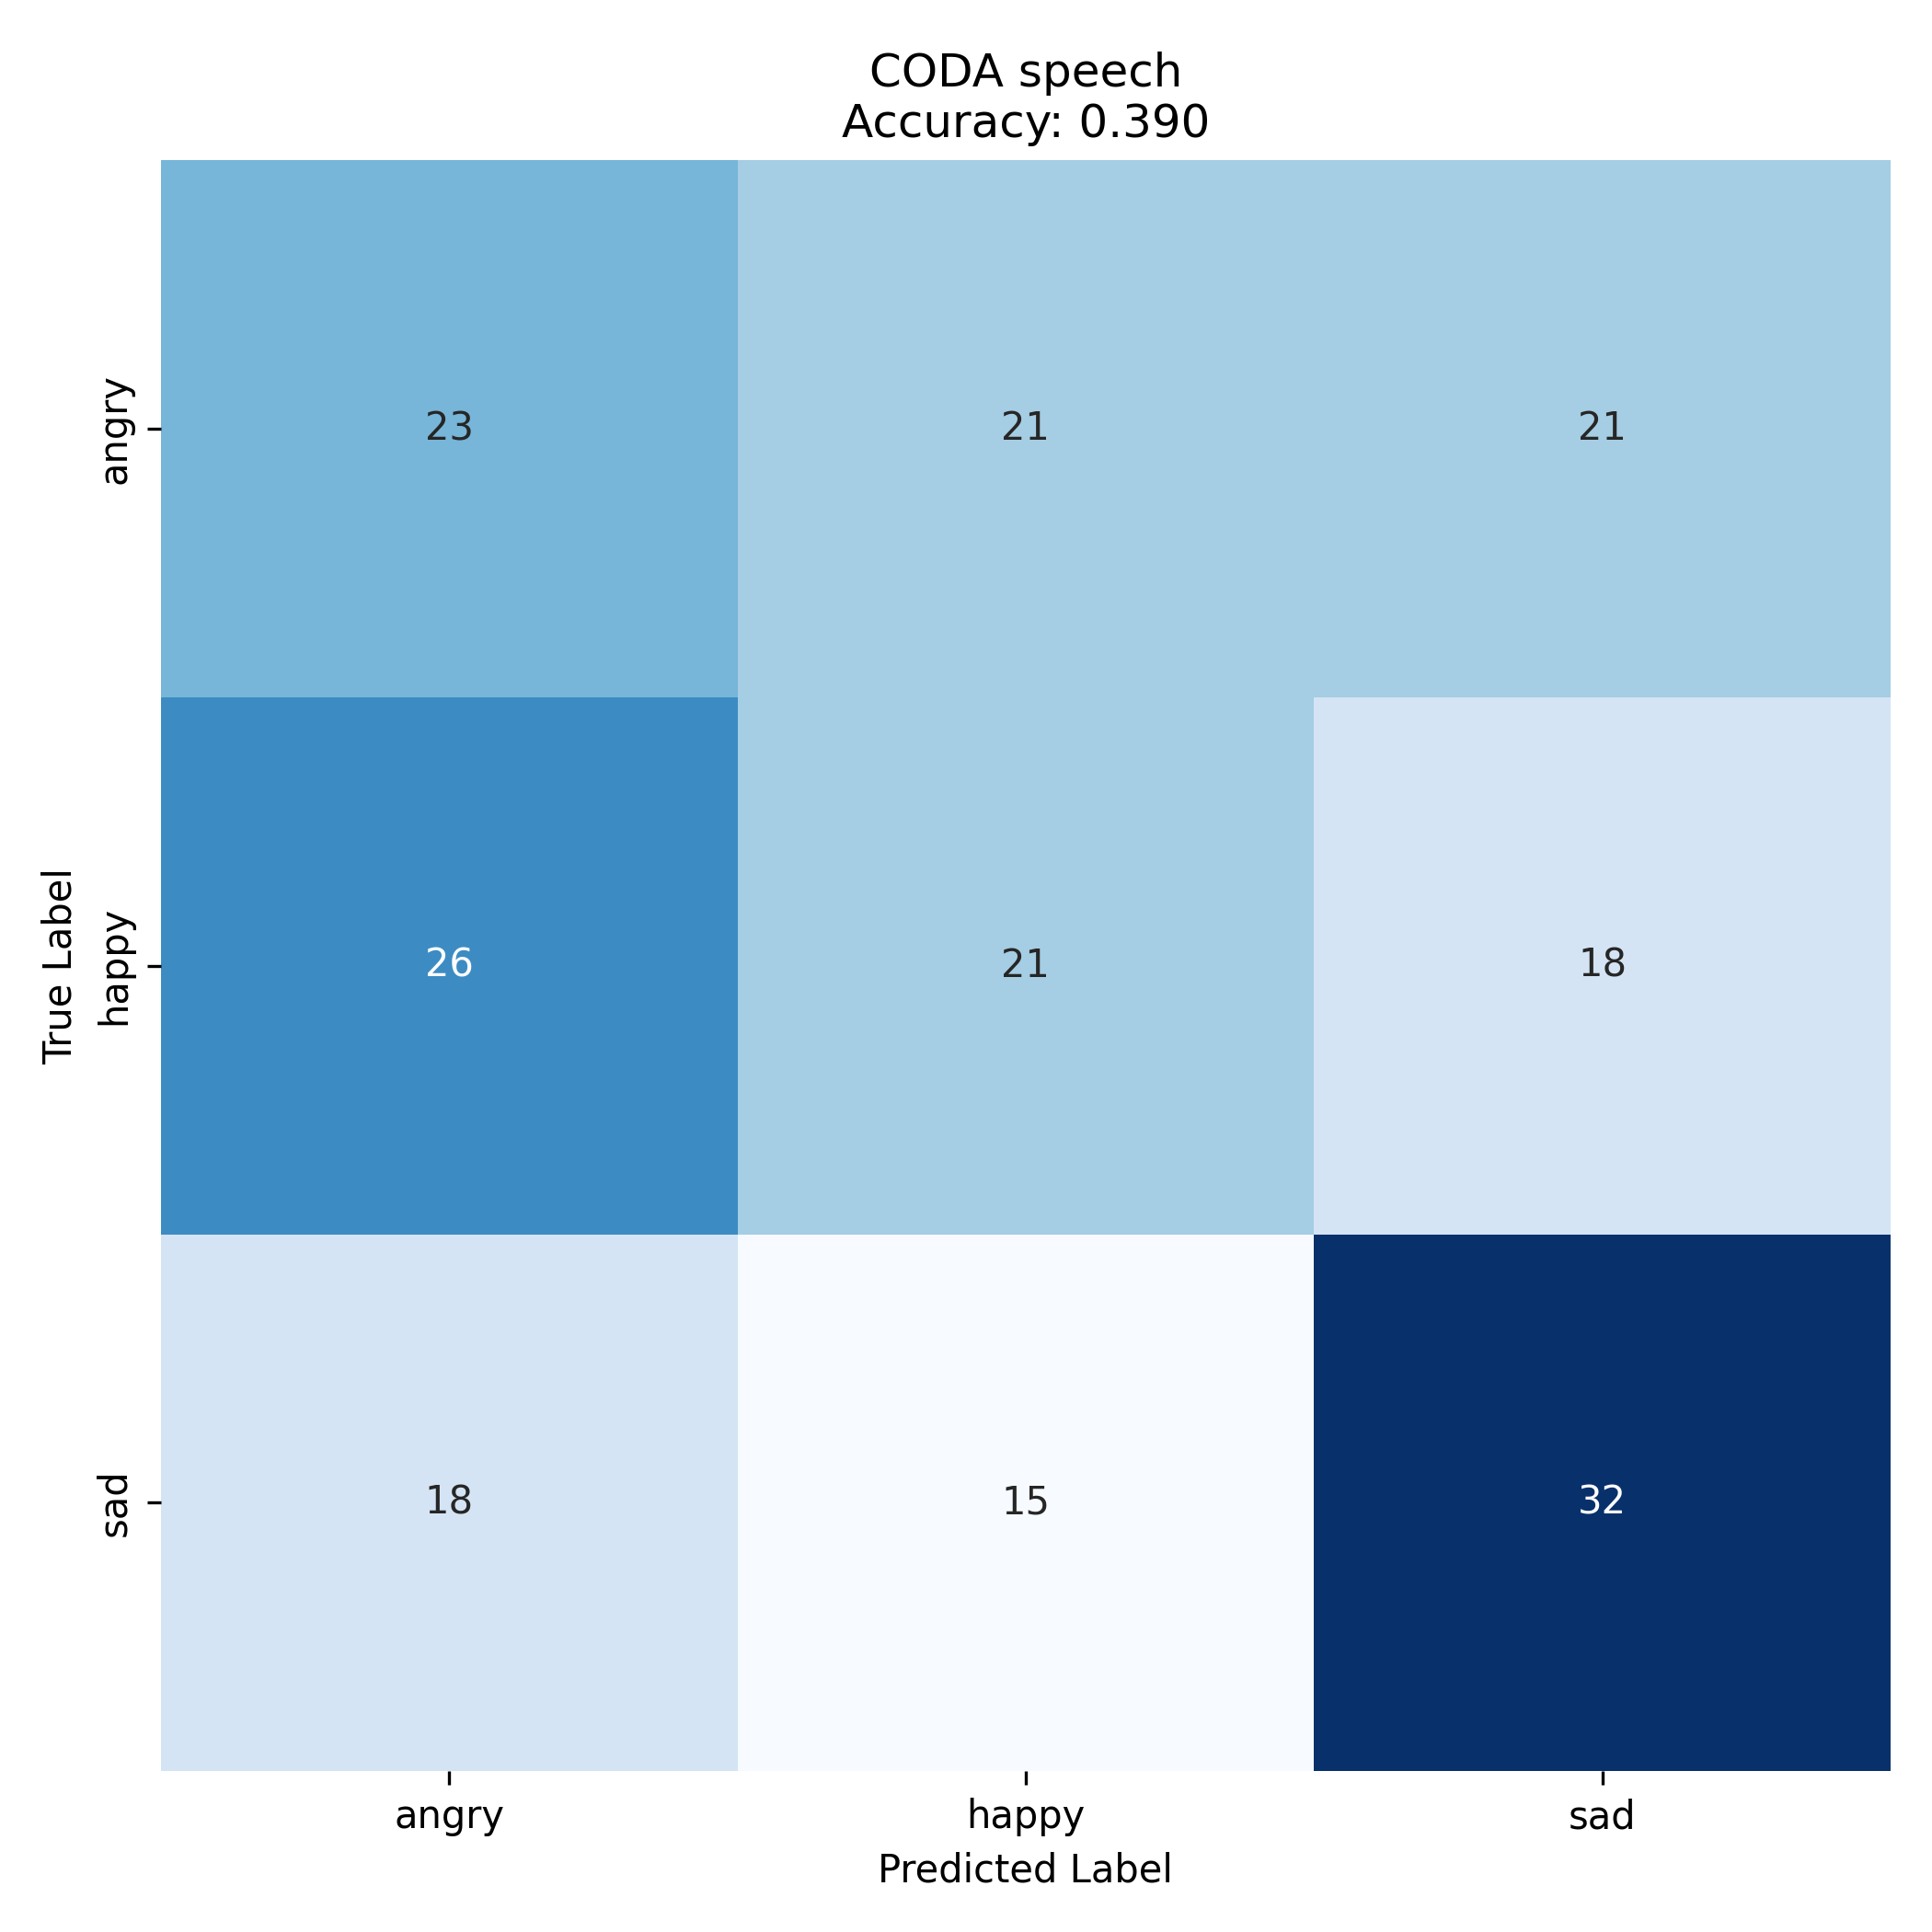 CODA speech
Accuracy: 0.390
True Label
angry
23 21 21
happy
26 21 18
sad
18 15 32
angry happy sad
Predicted Label